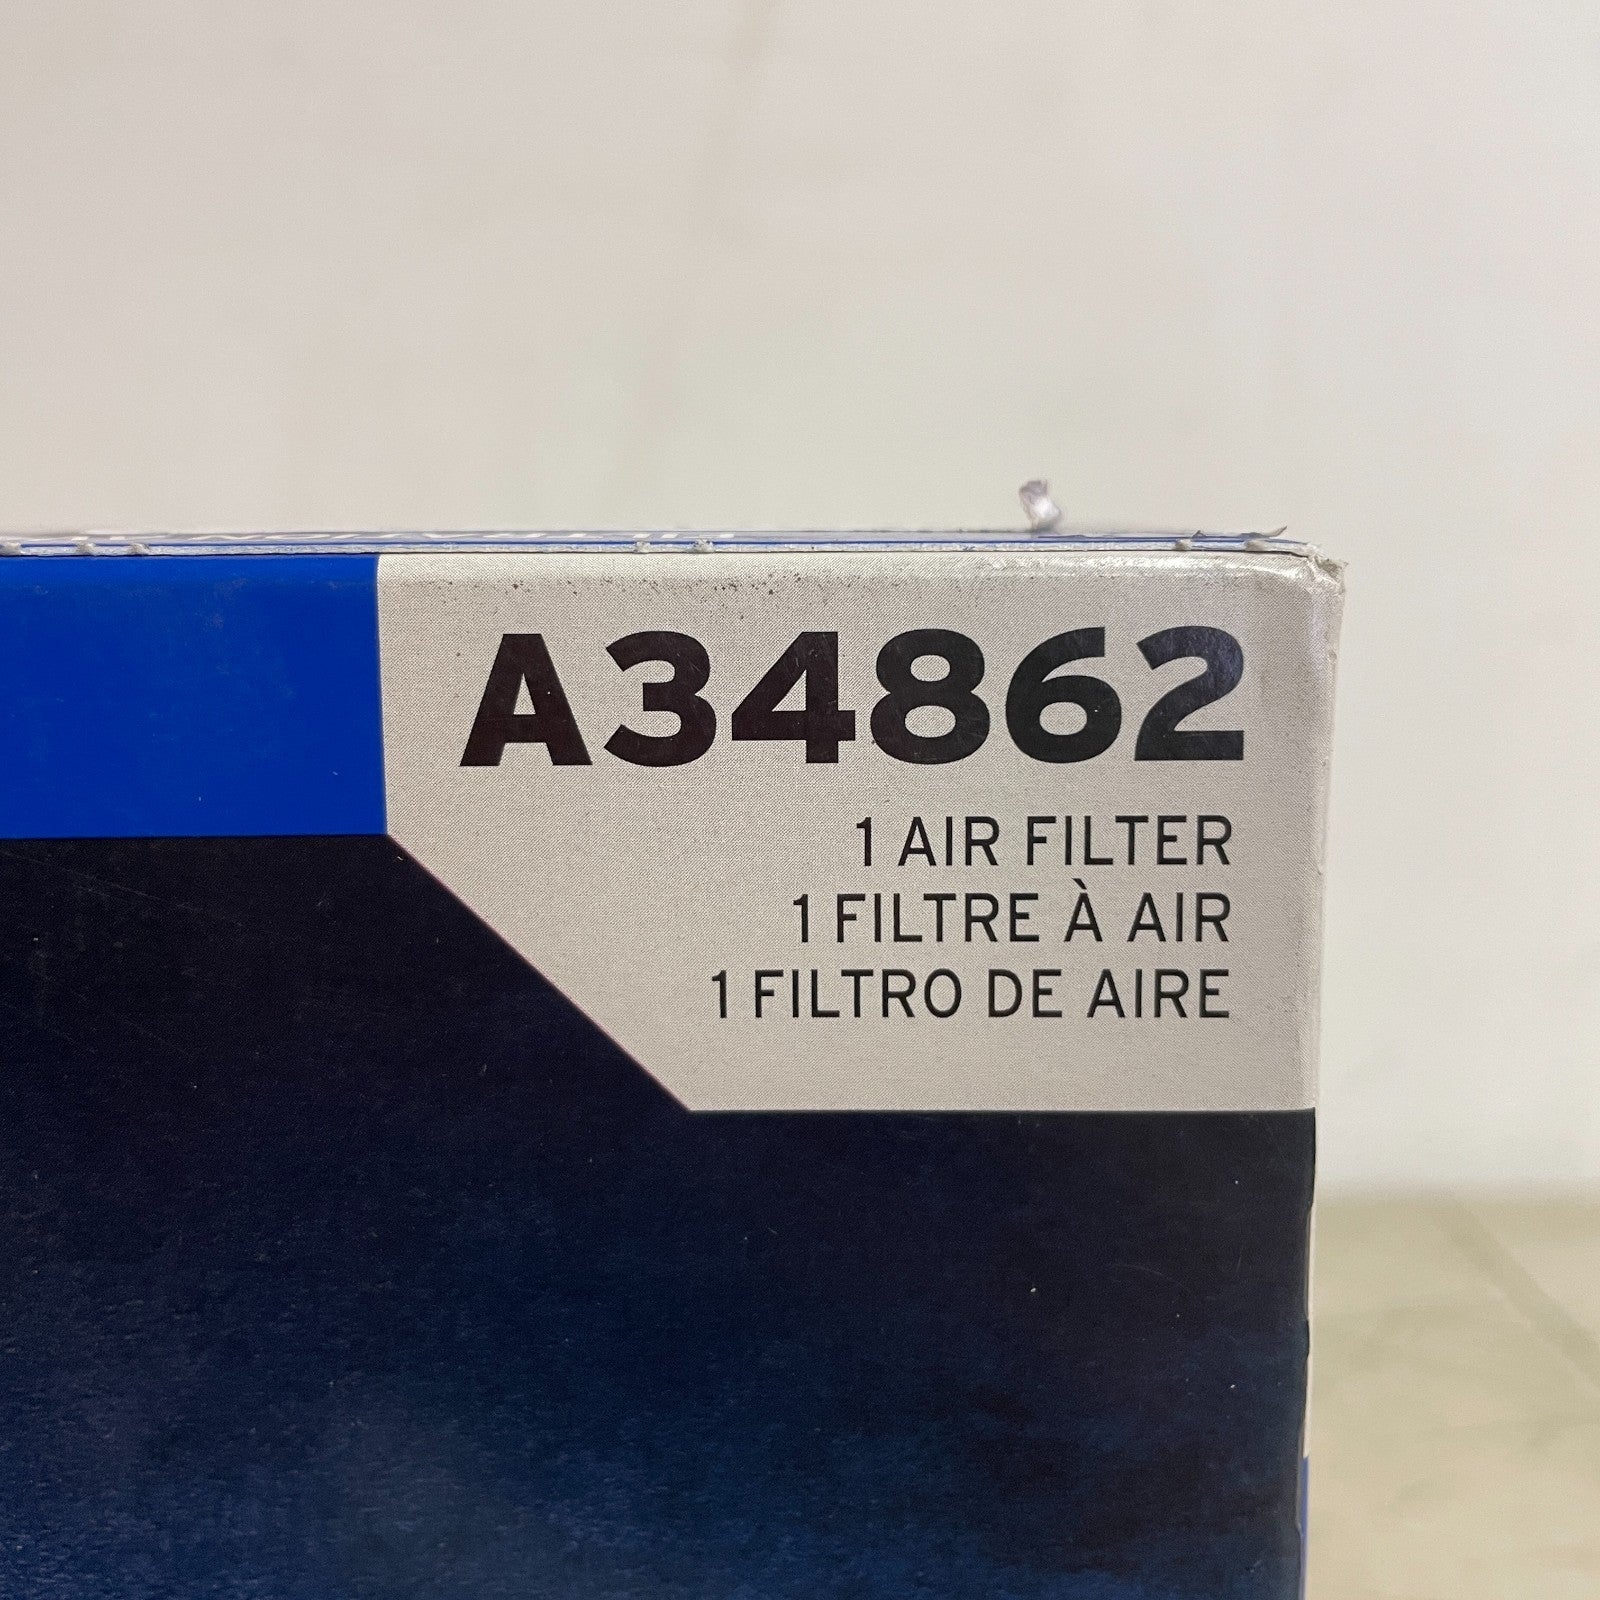 A34862
1 AIR FILTER
1 FILTRE À AIR
1 FILTRO DE AIRE